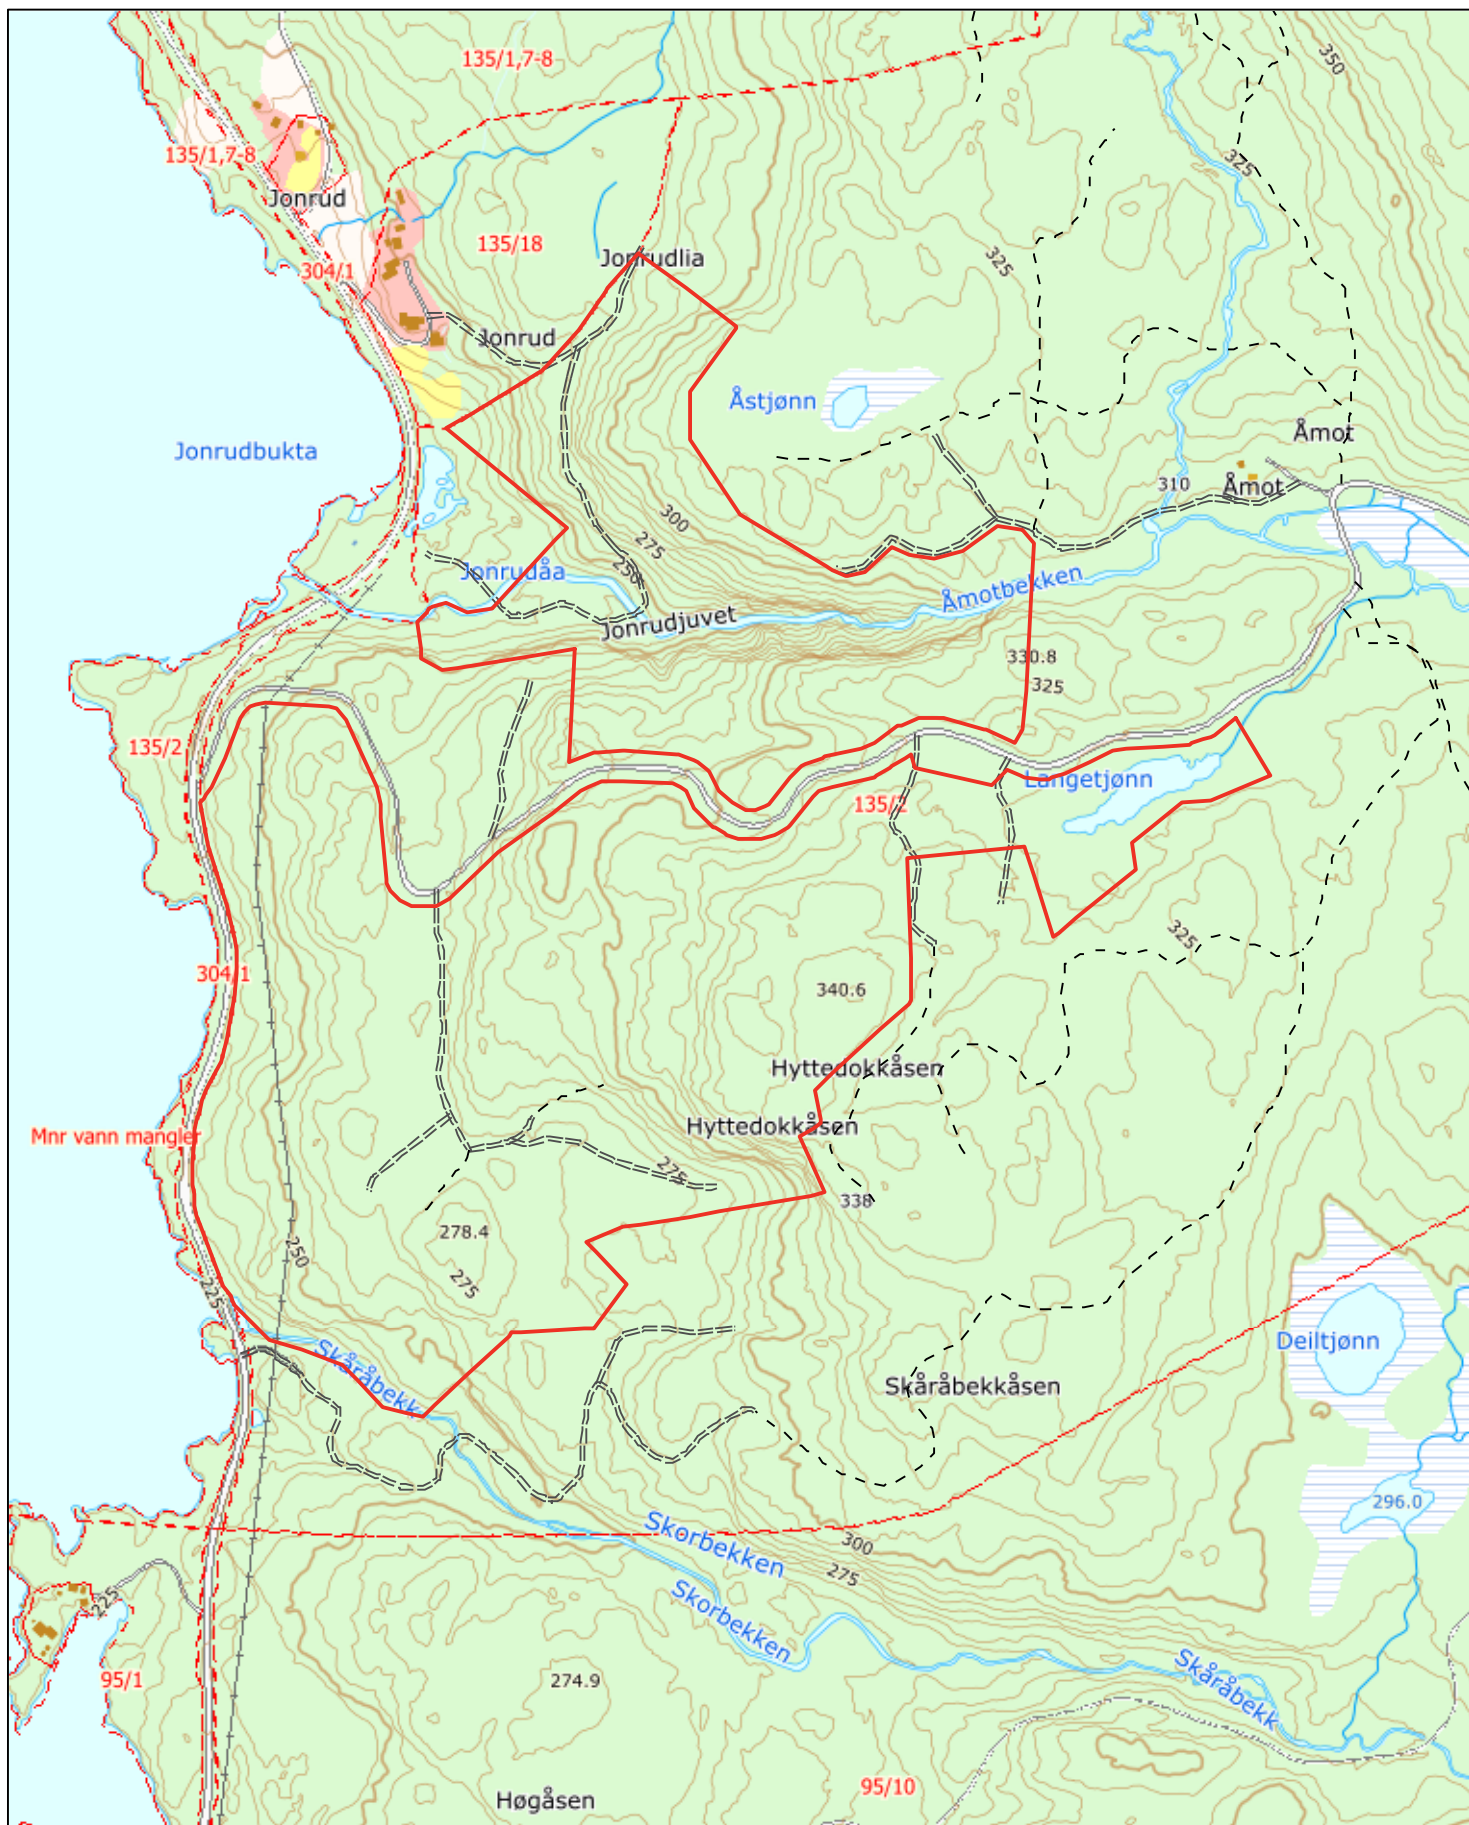 135/1,7-8
350
135/1,7-8
325
Jonrud
135/18
Jonrudlia
325
304/1
Jonrud
Åstjønn
Åmot
Jonrudbukta
310
Åmot
300
275
250
Jonrudåa
Åmotbekken
Jonrudjuvet
330.8
325
135/2
Langetjønn
135/2
325
304/1
340.6
Hyttedokkåsen
Hyttedokkåsen
Mnr vann mangler
275
338
278.4
250
275
225
Skåråbekk
Deiltjønn
Skåråbekkåsen
296.0
Skorbekken
300
275
225
Skorbekken
Skåråbekk
95/1
274.9
95/10
Høgåsen